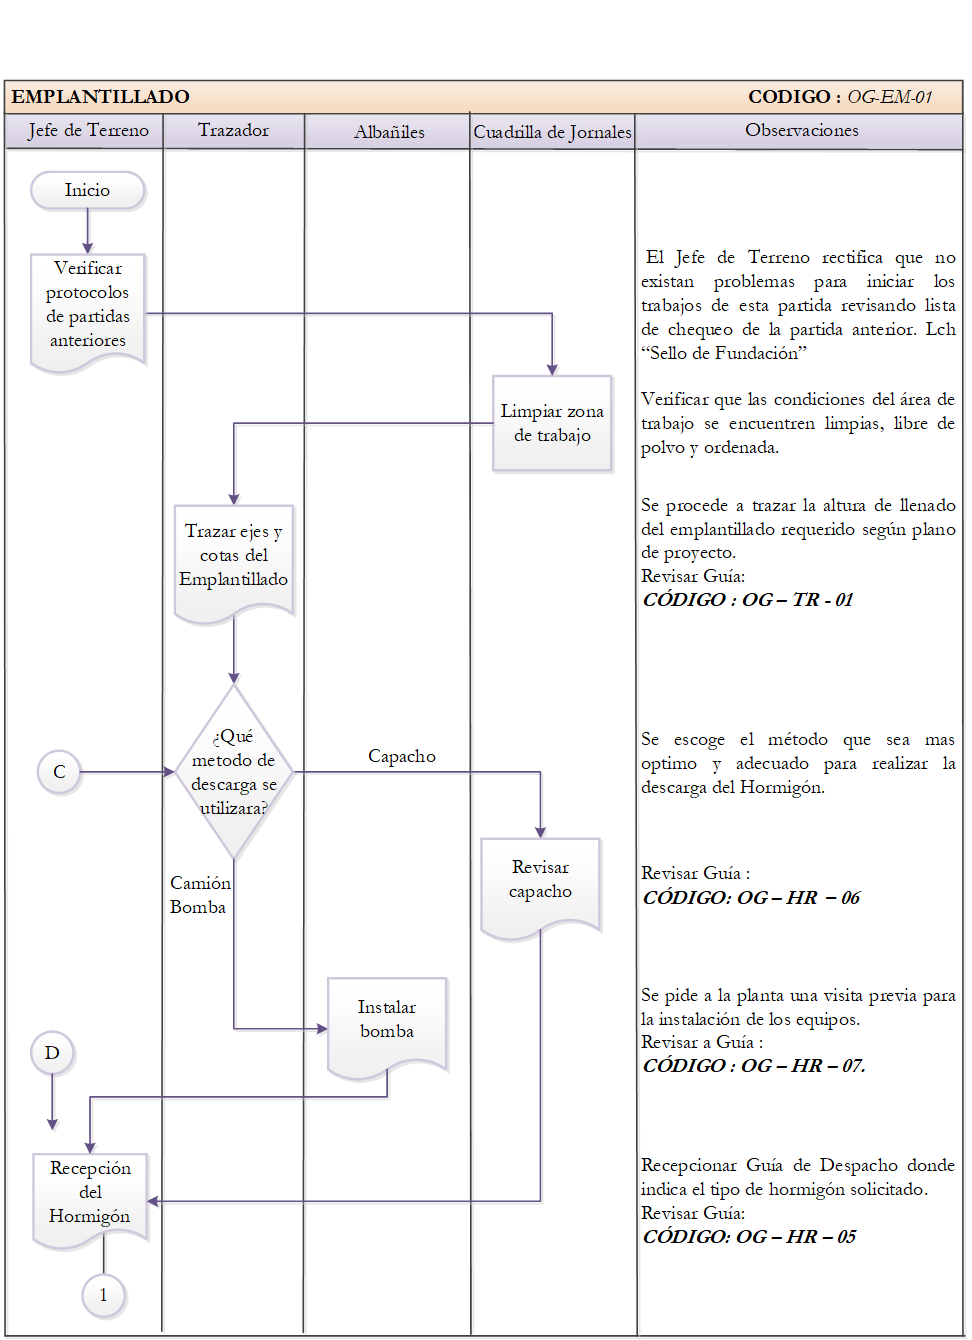 EMPLANTILLADO
CODIGO : OG-EM-01
Jefe de Terreno
Trazador
Albañiles
Cuadrilla de Jornales
Observaciones
Inicio
Verificar
protocolos
de partidas
anteriores
El Jefe de Terreno rectifica que no
existan problemas para iniciar los
trabajos de esta partida revisando lista
de chequeo de la partida anterior. Lch
“Sello de Fundación”
Limpiar zona
de trabajo
Verificar que las condiciones del área de
trabajo se encuentren limpias, libre de
polvo y ordenada.
Trazar ejes y
cotas del
Emplantillado
Se procede a trazar la altura de llenado
del emplantillado requerido según plano
de proyecto.
Revisar Guía:
CÓDIGO : OG – TR - 01
C
¿Qué
metodo de
descarga se
utilizara?
Capacho
Camión
Bomba
Se escoge el método que sea mas
optimo y adecuado para realizar la
descarga del Hormigón.
Revisar
capacho
Revisar Guía :
CÓDIGO: OG – HR – 06
Instalar
bomba
Se pide a la planta una visita previa para
la instalación de los equipos.
Revisar a Guía :
CÓDIGO : OG – HR – 07.
D
Recepción
del
Hormigón
Recepcionar Guía de Despacho donde
indica el tipo de hormigón solicitado.
Revisar Guía:
CÓDIGO: OG – HR – 05
1